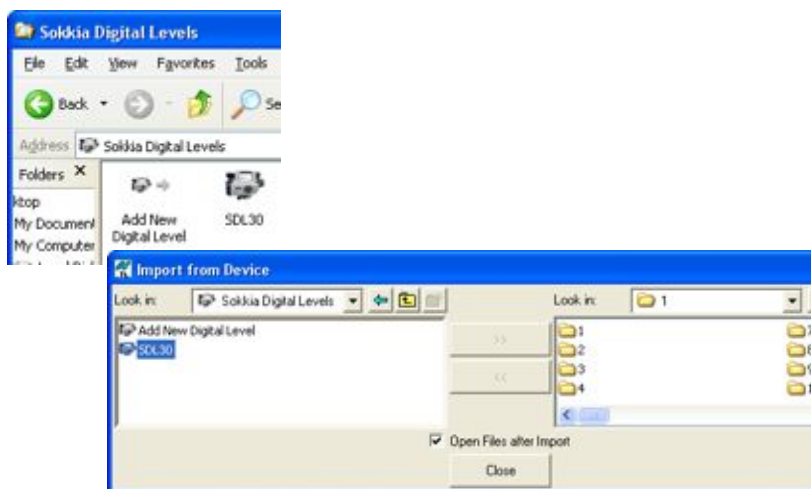 Sokkia Digital Levels
File Edit View Favorites Tools
Back
Address Sokkia Digital Levels
Folders X
ktop
My Document
My Computer
Add New
Digital Level
SDL30
Import from Device
Look in: Sokkia Digital Levels
Look in: 1
Add New Digital Level
SDL30
>>
<<
1
2
3
4
Open Files after Import
Close